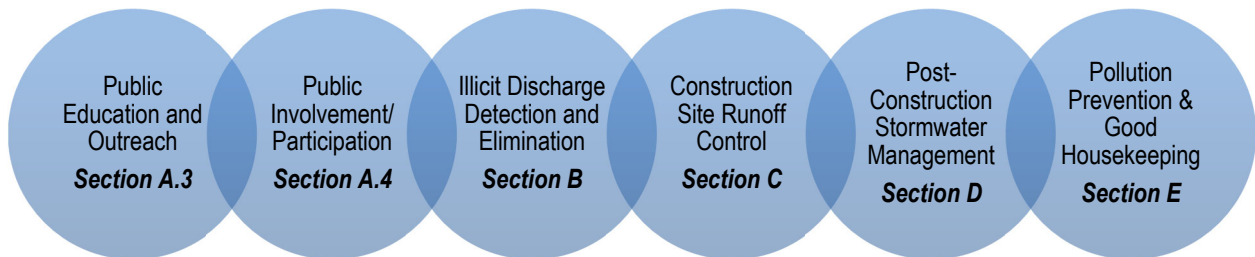 Public
Education and
Outreach
Section A.3
Public
Involvement/
Participation
Section A.4
Illicit Discharge
Detection and
Elimination
Section B
Construction
Site Runoff
Control
Section C
Post-
Construction
Stormwater
Management
Section D
Pollution
Prevention &
Good
Housekeeping
Section E